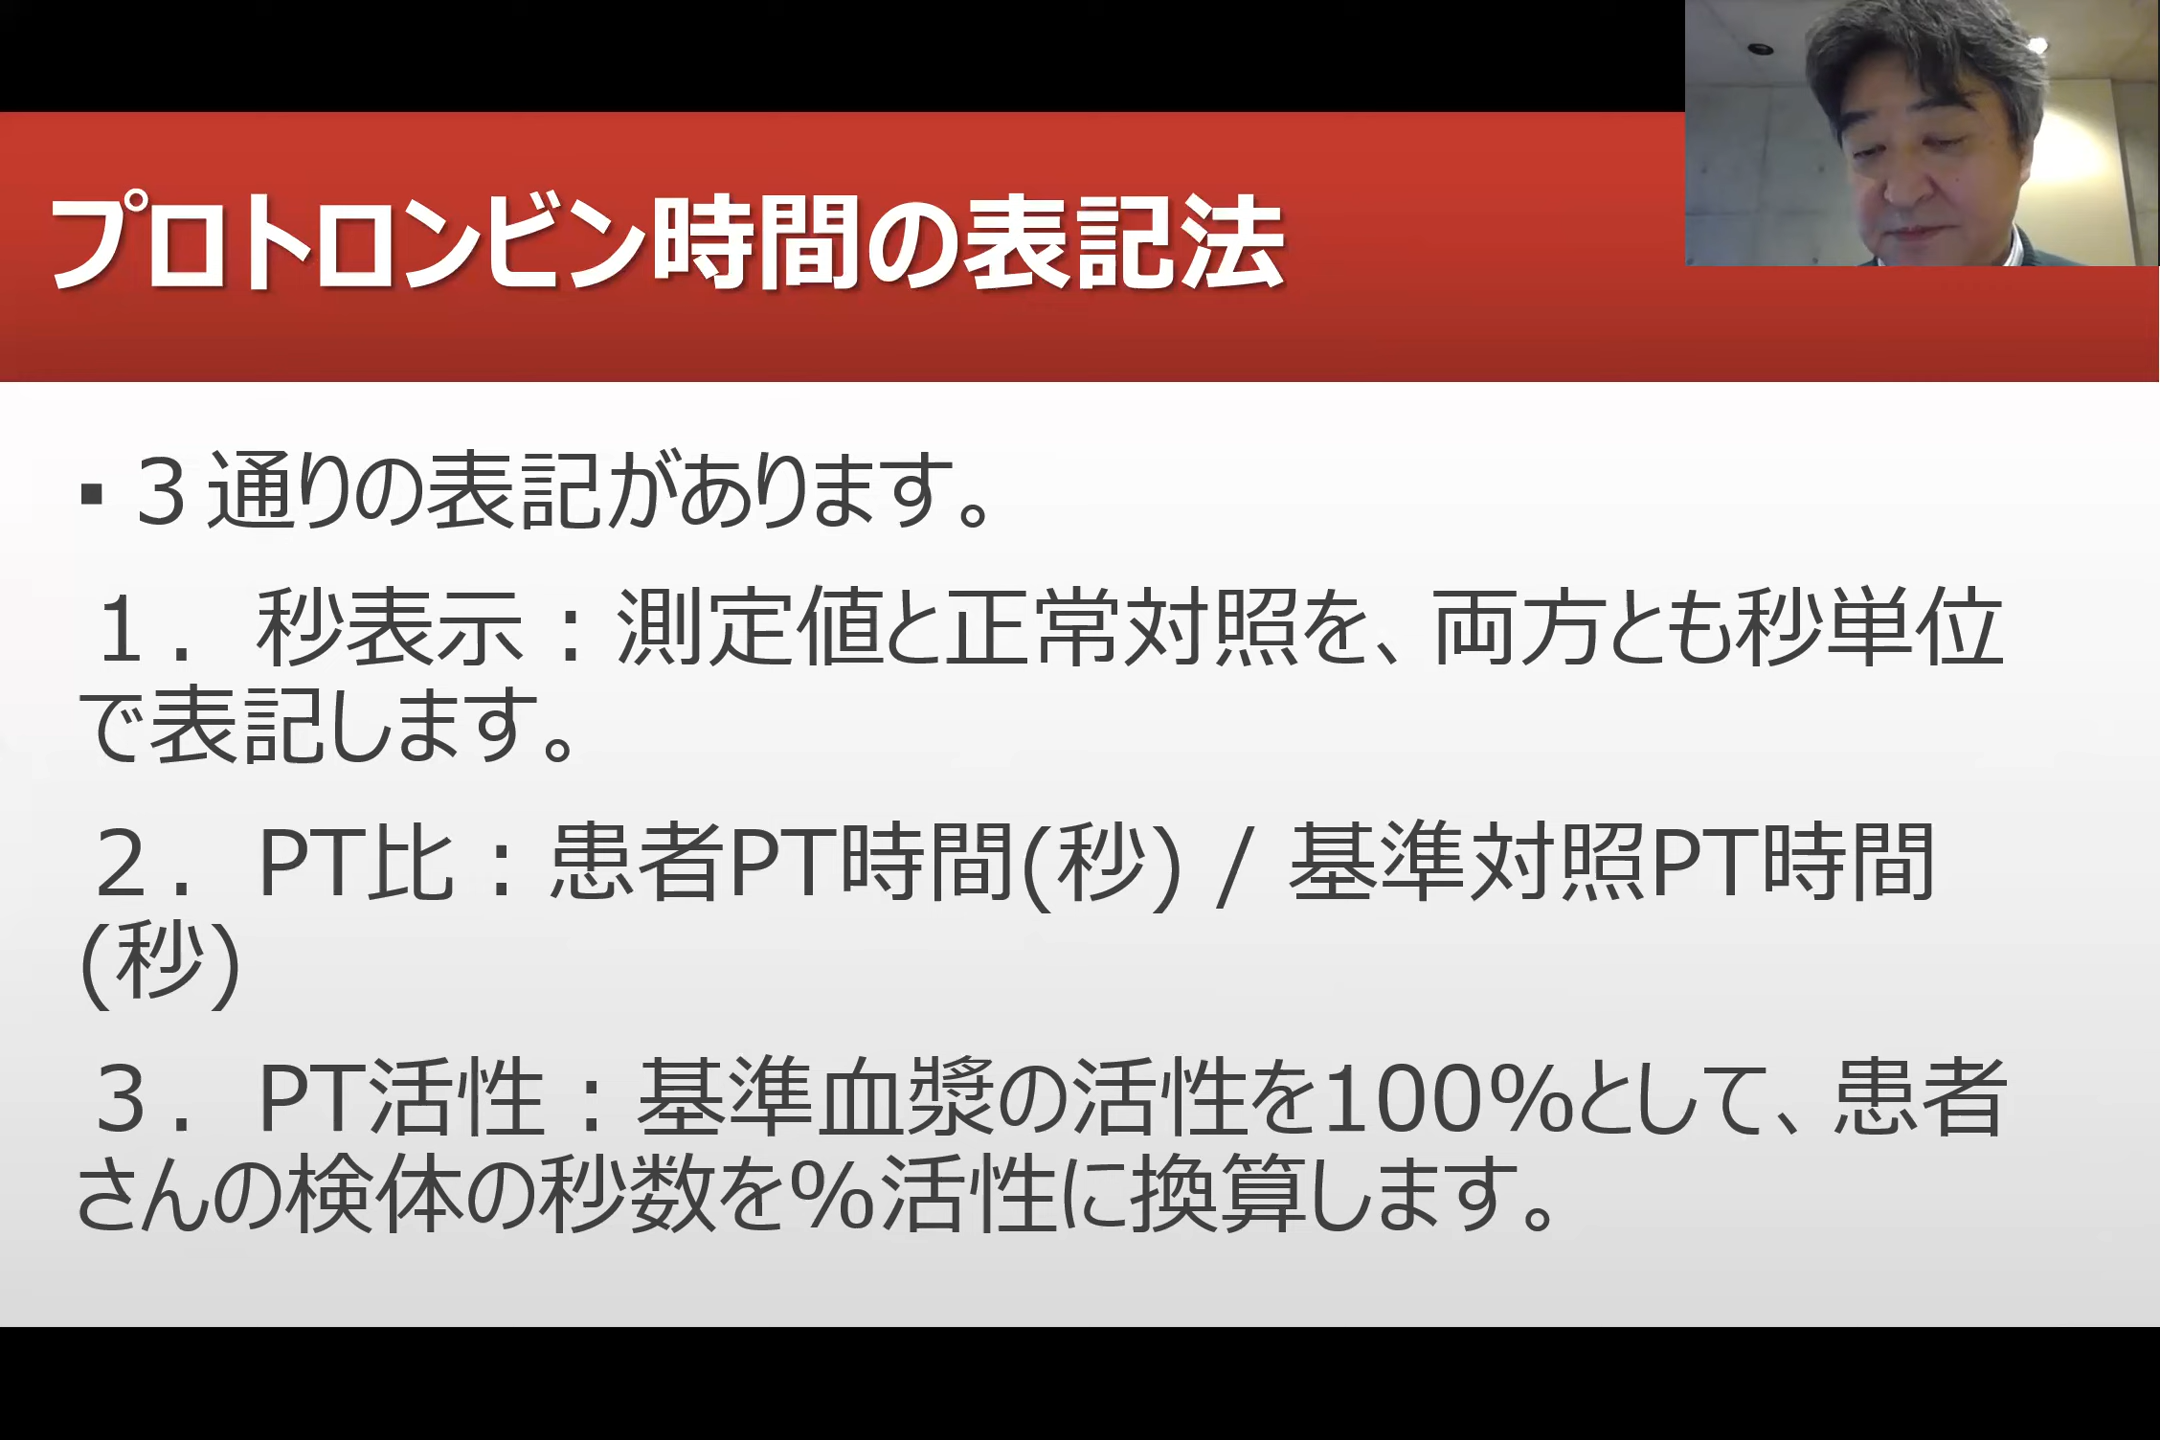 プロトロンビン時間の表記法
▪３通りの表記があります。
１．秒表示：測定値と正常対照を、両方とも秒単位
で表記します。
２．PT比：患者PT時間(秒) / 基準対照PT時間
(秒)
３．PT活性：基準血漿の活性を100%として、患者
さんの検体の秒数を%活性に換算します。